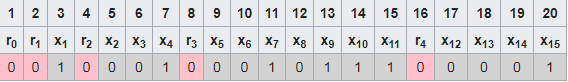 1 2 3 4 5 6 7 8 9 10 11 12 13 14 15 16 17 18 19 20
r₀ r₁ x₁ r₂ x₂ x₃ x₄ r₃ x₅ x₆ x₇ x₈ x₉ x₁₀ x₁₁ r₄ x₁₂ x₁₃ x₁₄ x₁₅
0 0 1 0 0 0 1 0 0 0 1 0 1 1 1 0 0 0 0 1